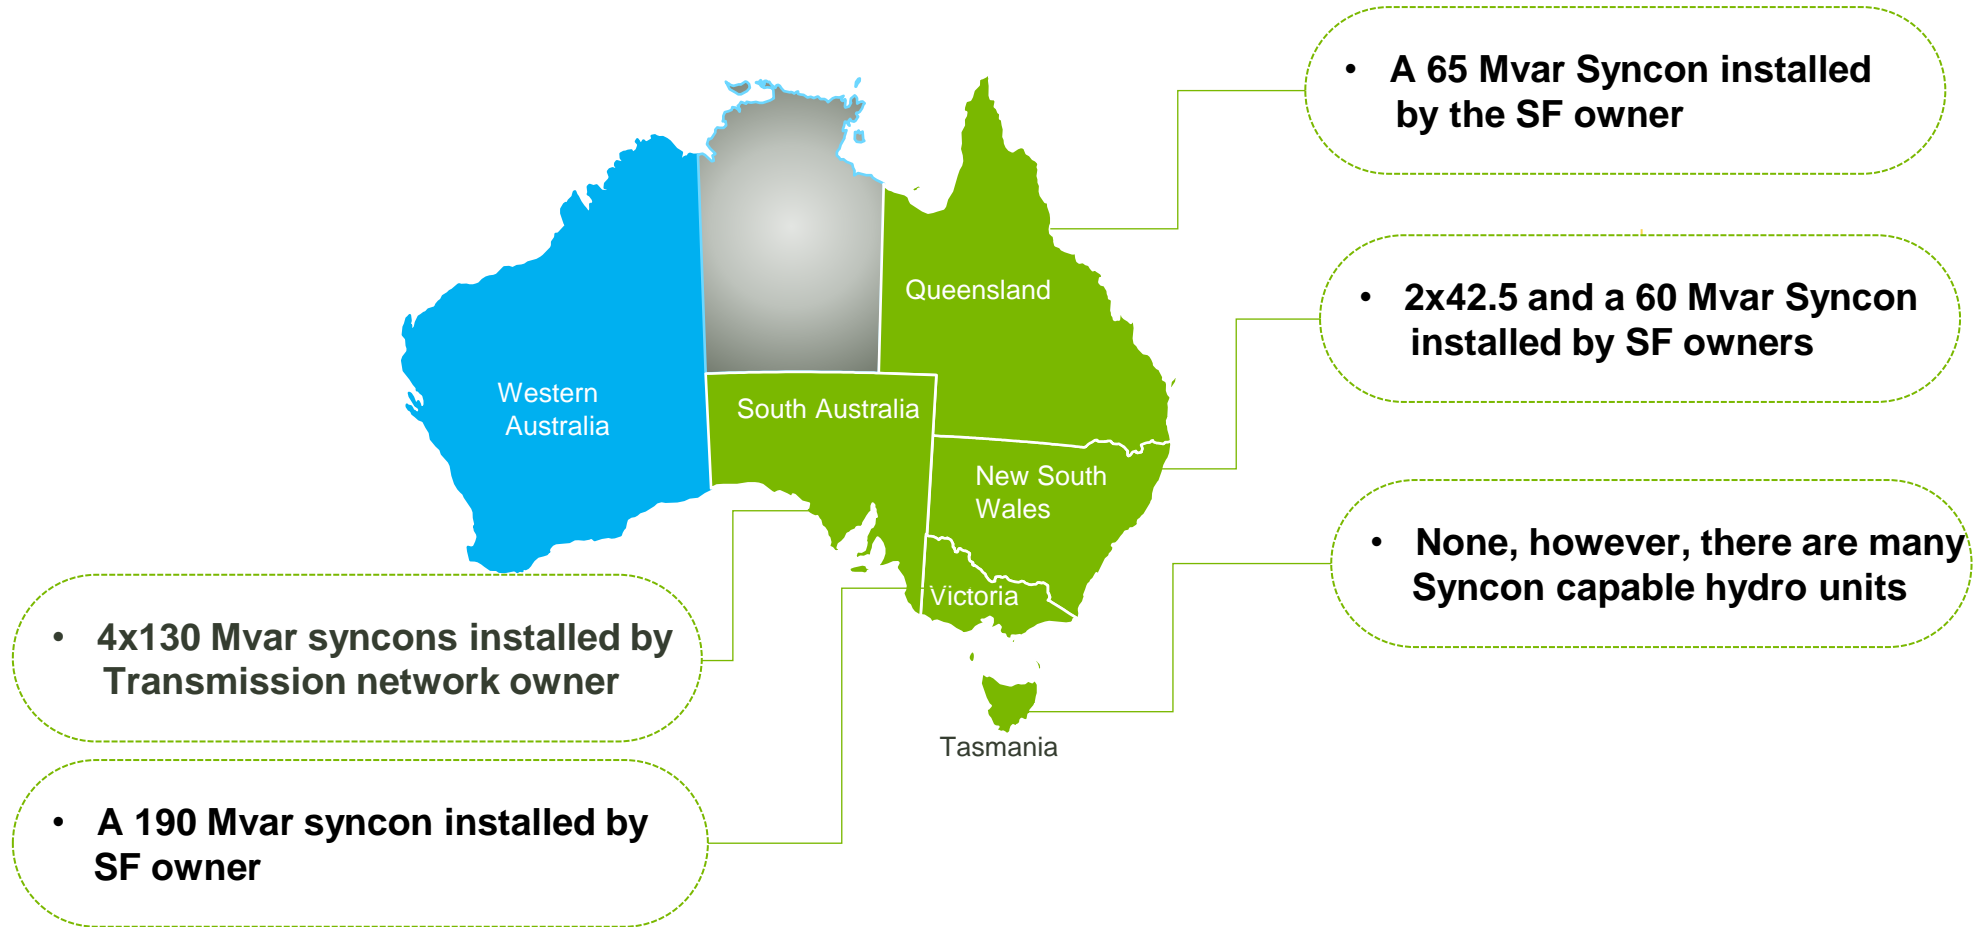 • A 65 Mvar Syncon installed
by the SF owner
Queensland
• 2x42.5 and a 60 Mvar Syncon
installed by SF owners
Western
Australia
South Australia
New South
Wales
• None, however, there are many
Syncon capable hydro units
Victoria
• 4x130 Mvar syncons installed by
Transmission network owner
Tasmania
• A 190 Mvar syncon installed by
SF owner